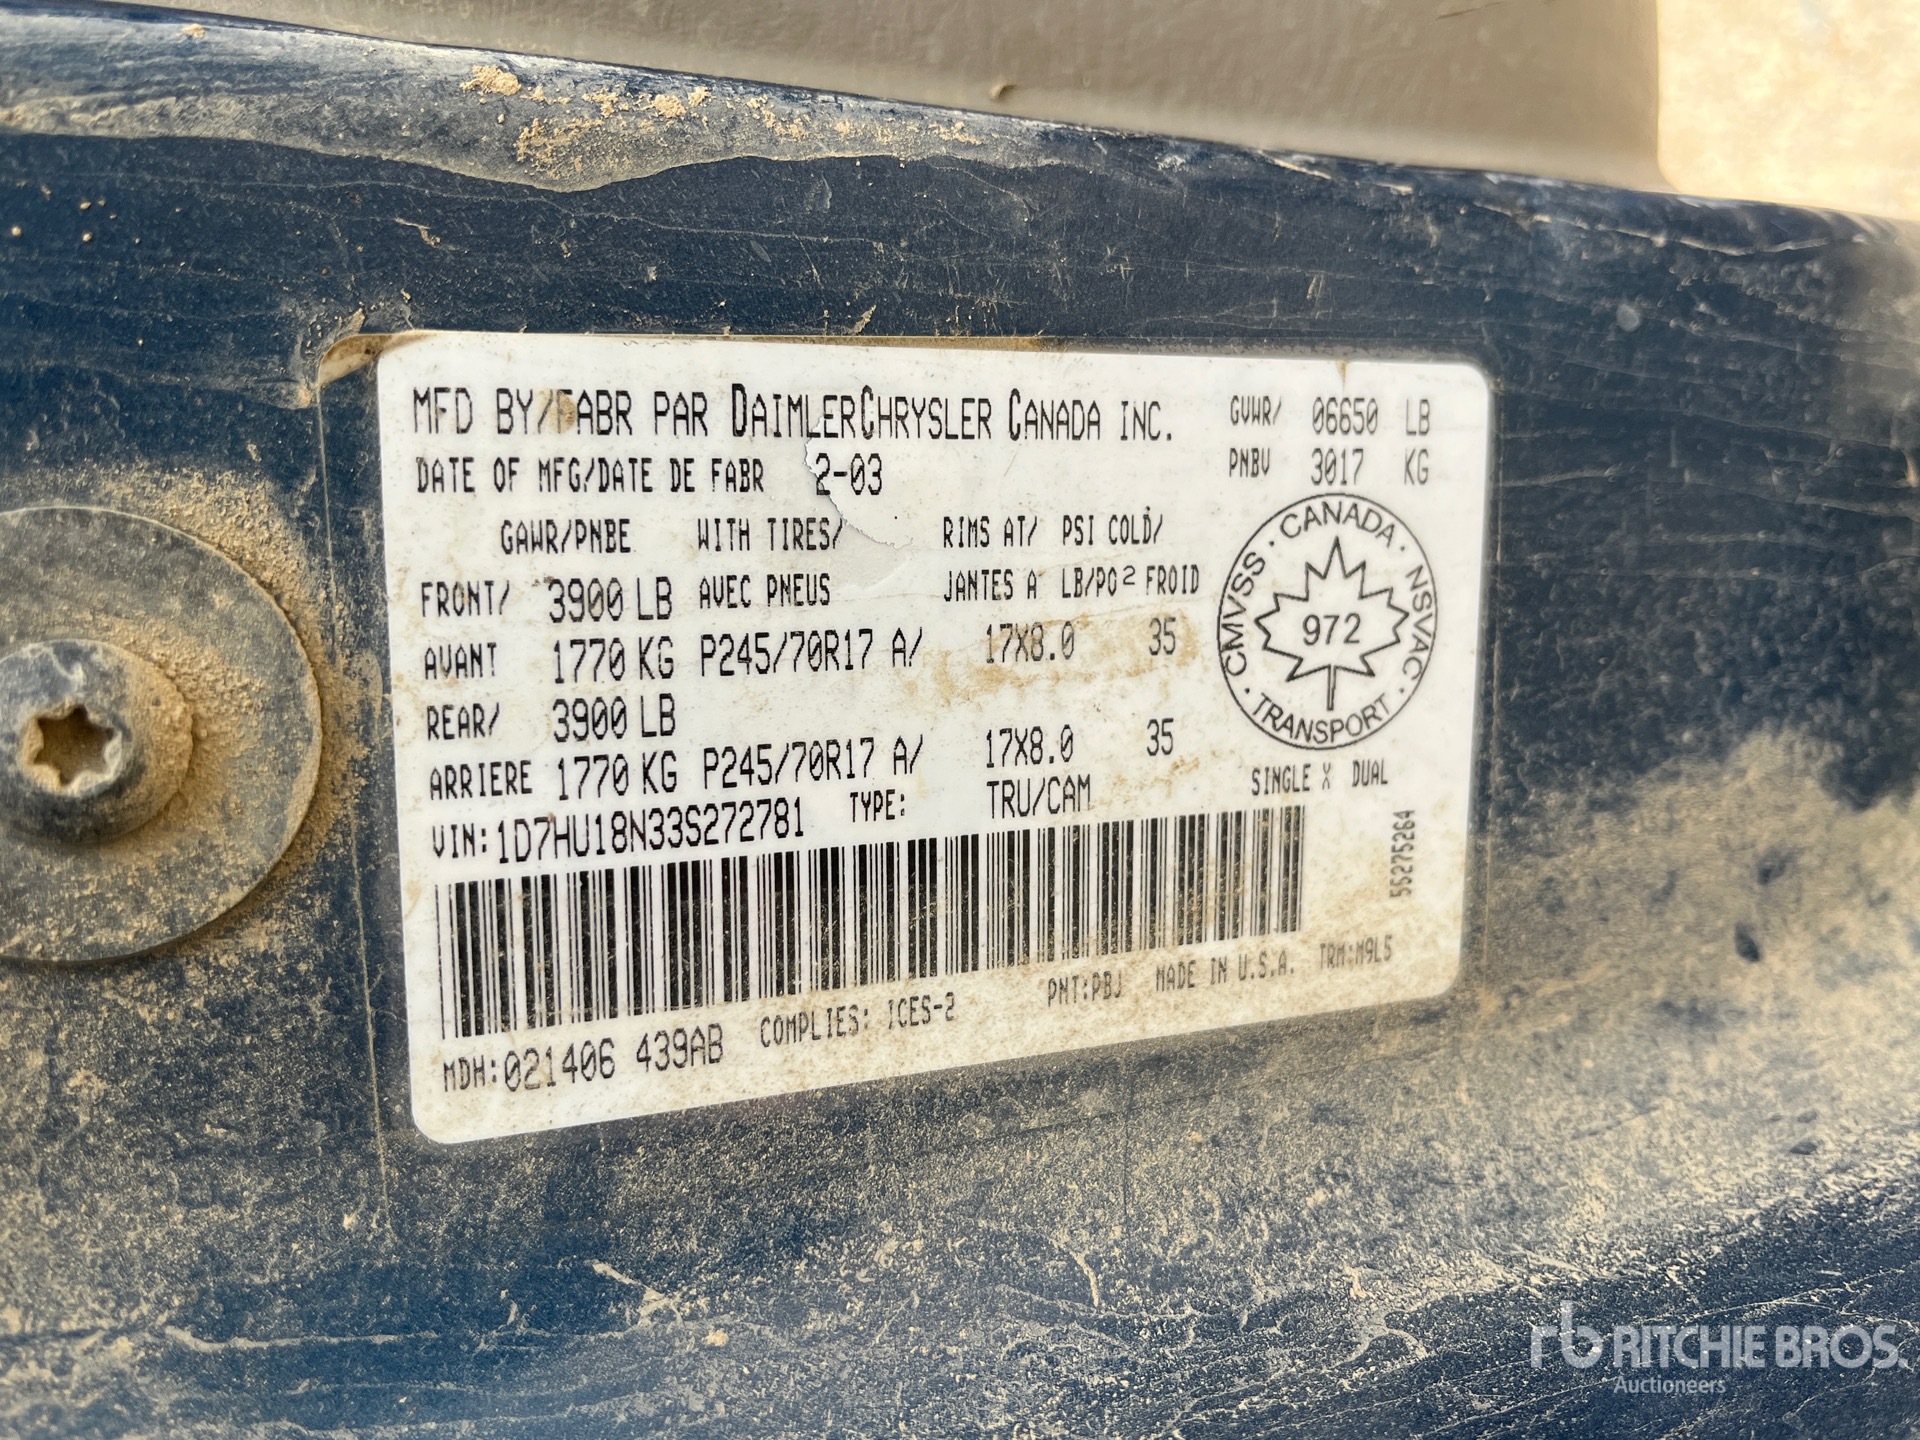 MFD BY/FABR PAR DAIMLERCHRYSLER CANADA INC.
GVWR/ 06650 LB
DATE OF MFG/DATE DE FABR 2-03
PNBV 3017 KG
GAWR/PNBE WITH TIRES/ RIMS AT/ PSI COLD/
FRONT/ 3900 LB AVEC PNEUS JANTES A LB/PO2 FROID
AVANT 1770 KG P245/70R17 A/ 17X8.0 35
REAR/ 3900 LB
ARRIERE 1770 KG P245/70R17 A/ 17X8.0 35
CANADA · NSVAC · TRANSPORT · CMVSS ·
972
SINGLE X DUAL
VIN: 1D7HU18N33S272781 TYPE: TRU/CAM
5S275264
MDH: 021406 439AB COMPLIES: ICES-2 PNT:PBJ MADE IN U.S.A. TRM:M9L5
rb RITCHIE BROS.
Auctioneers